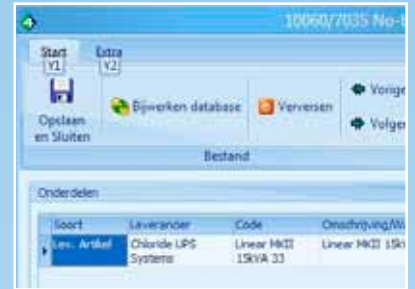 10060/7035 No-
Start Extra
Y1 Y2
Opslaan en Sluiten
Bijwerken database
Verversen
Vorige
Volge
Bestand
Onderdelen
Soort Leverancier Code Omschrijving/W
Lev. Artikel Chloride UPS Systems Linear MKII 15kVA 33 Linear MKII 15k